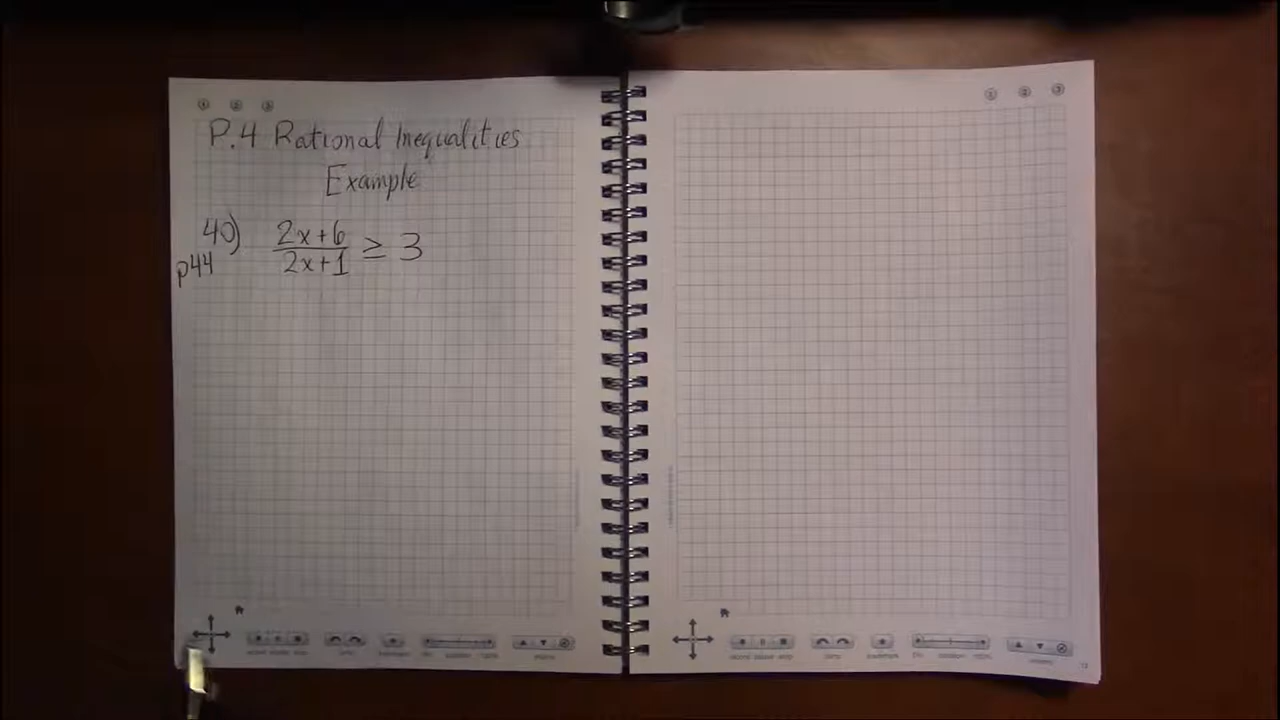 P.4 Rational Inequalities
Example
40) 2x+6 / 2x+1 ≥ 3
p44